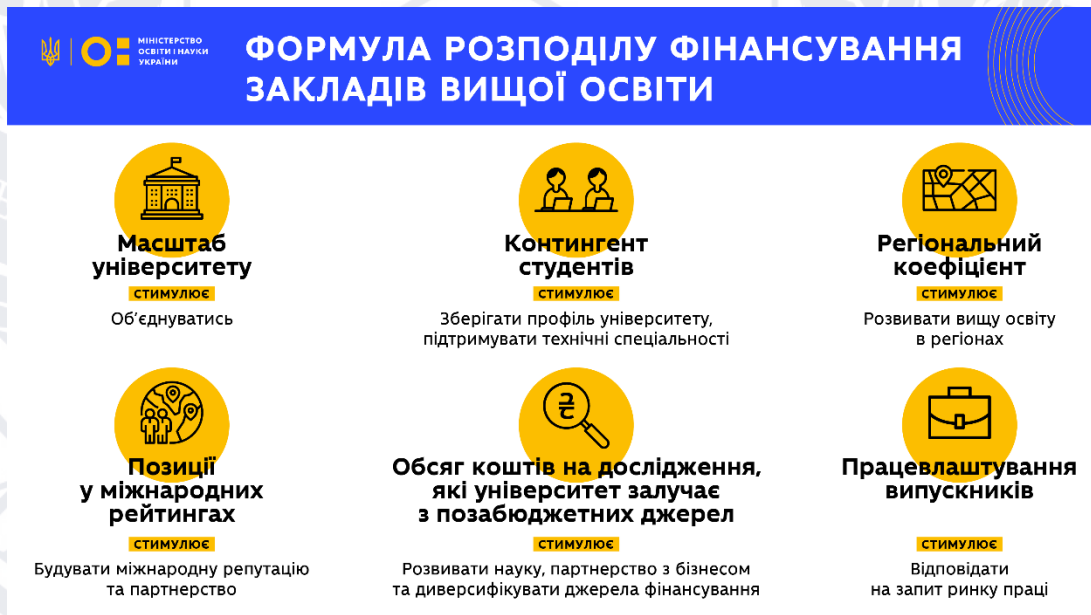 МІНІСТЕРСТВО
ОСВІТИ І НАУКИ
УКРАЇНИ
ФОРМУЛА РОЗПОДІЛУ ФІНАНСУВАННЯ
ЗАКЛАДІВ ВИЩОЇ ОСВІТИ
Масштаб
університету
СТИМУЛЮЄ
Об’єднуватись
Контингент
студентів
СТИМУЛЮЄ
Зберігати профіль університету,
підтримувати технічні спеціальності
Регіональний
коефіцієнт
СТИМУЛЮЄ
Розвивати вищу освіту
в регіонах
Позиції
у міжнародних
рейтингах
СТИМУЛЮЄ
Будувати міжнародну репутацію
та партнерство
Обсяг коштів на дослідження,
які університет залучає
з позабюджетних джерел
СТИМУЛЮЄ
Розвивати науку, партнерство з бізнесом
та диверсифікувати джерела фінансування
Працевлаштування
випускників
СТИМУЛЮЄ
Відповідати
на запит ринку праці